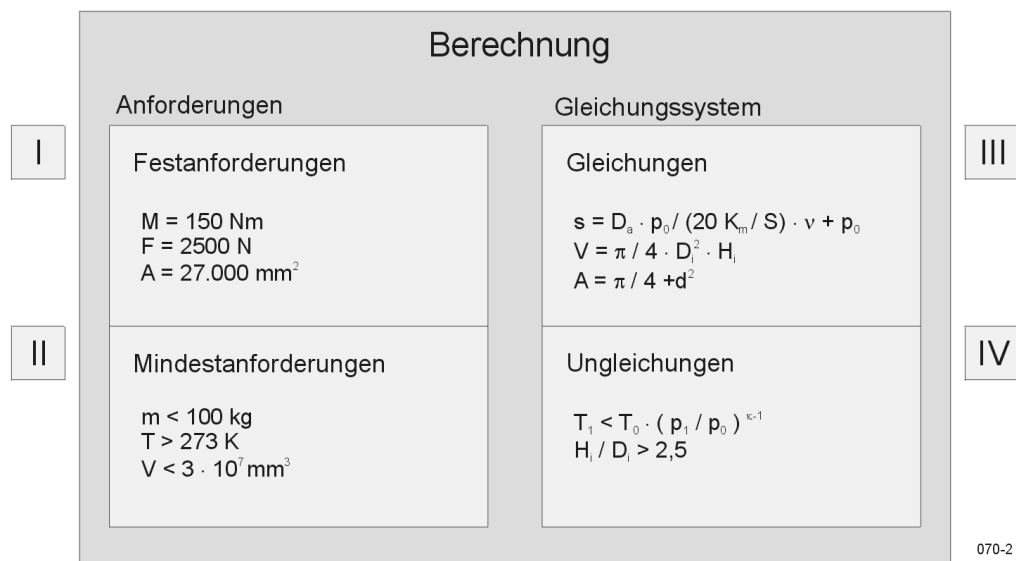 Berechnung
Anforderungen
I
Festanforderungen
M = 150 Nm
F = 2500 N
A = 27.000 mm²
II
Mindestanforderungen
m < 100 kg
T > 273 K
V < 3 · 10⁷ mm³
Gleichungssystem
III
Gleichungen
s = Dₐ · p₀ / (20 Kₘ / S) · ν + p₀
V = π / 4 · Dᵢ² · Hᵢ
A = π / 4 +d²
IV
Ungleichungen
T₁ < T₀ · ( p₁ / p₀ ) ᵏ⁻¹
Hᵢ / Dᵢ > 2,5
070-2